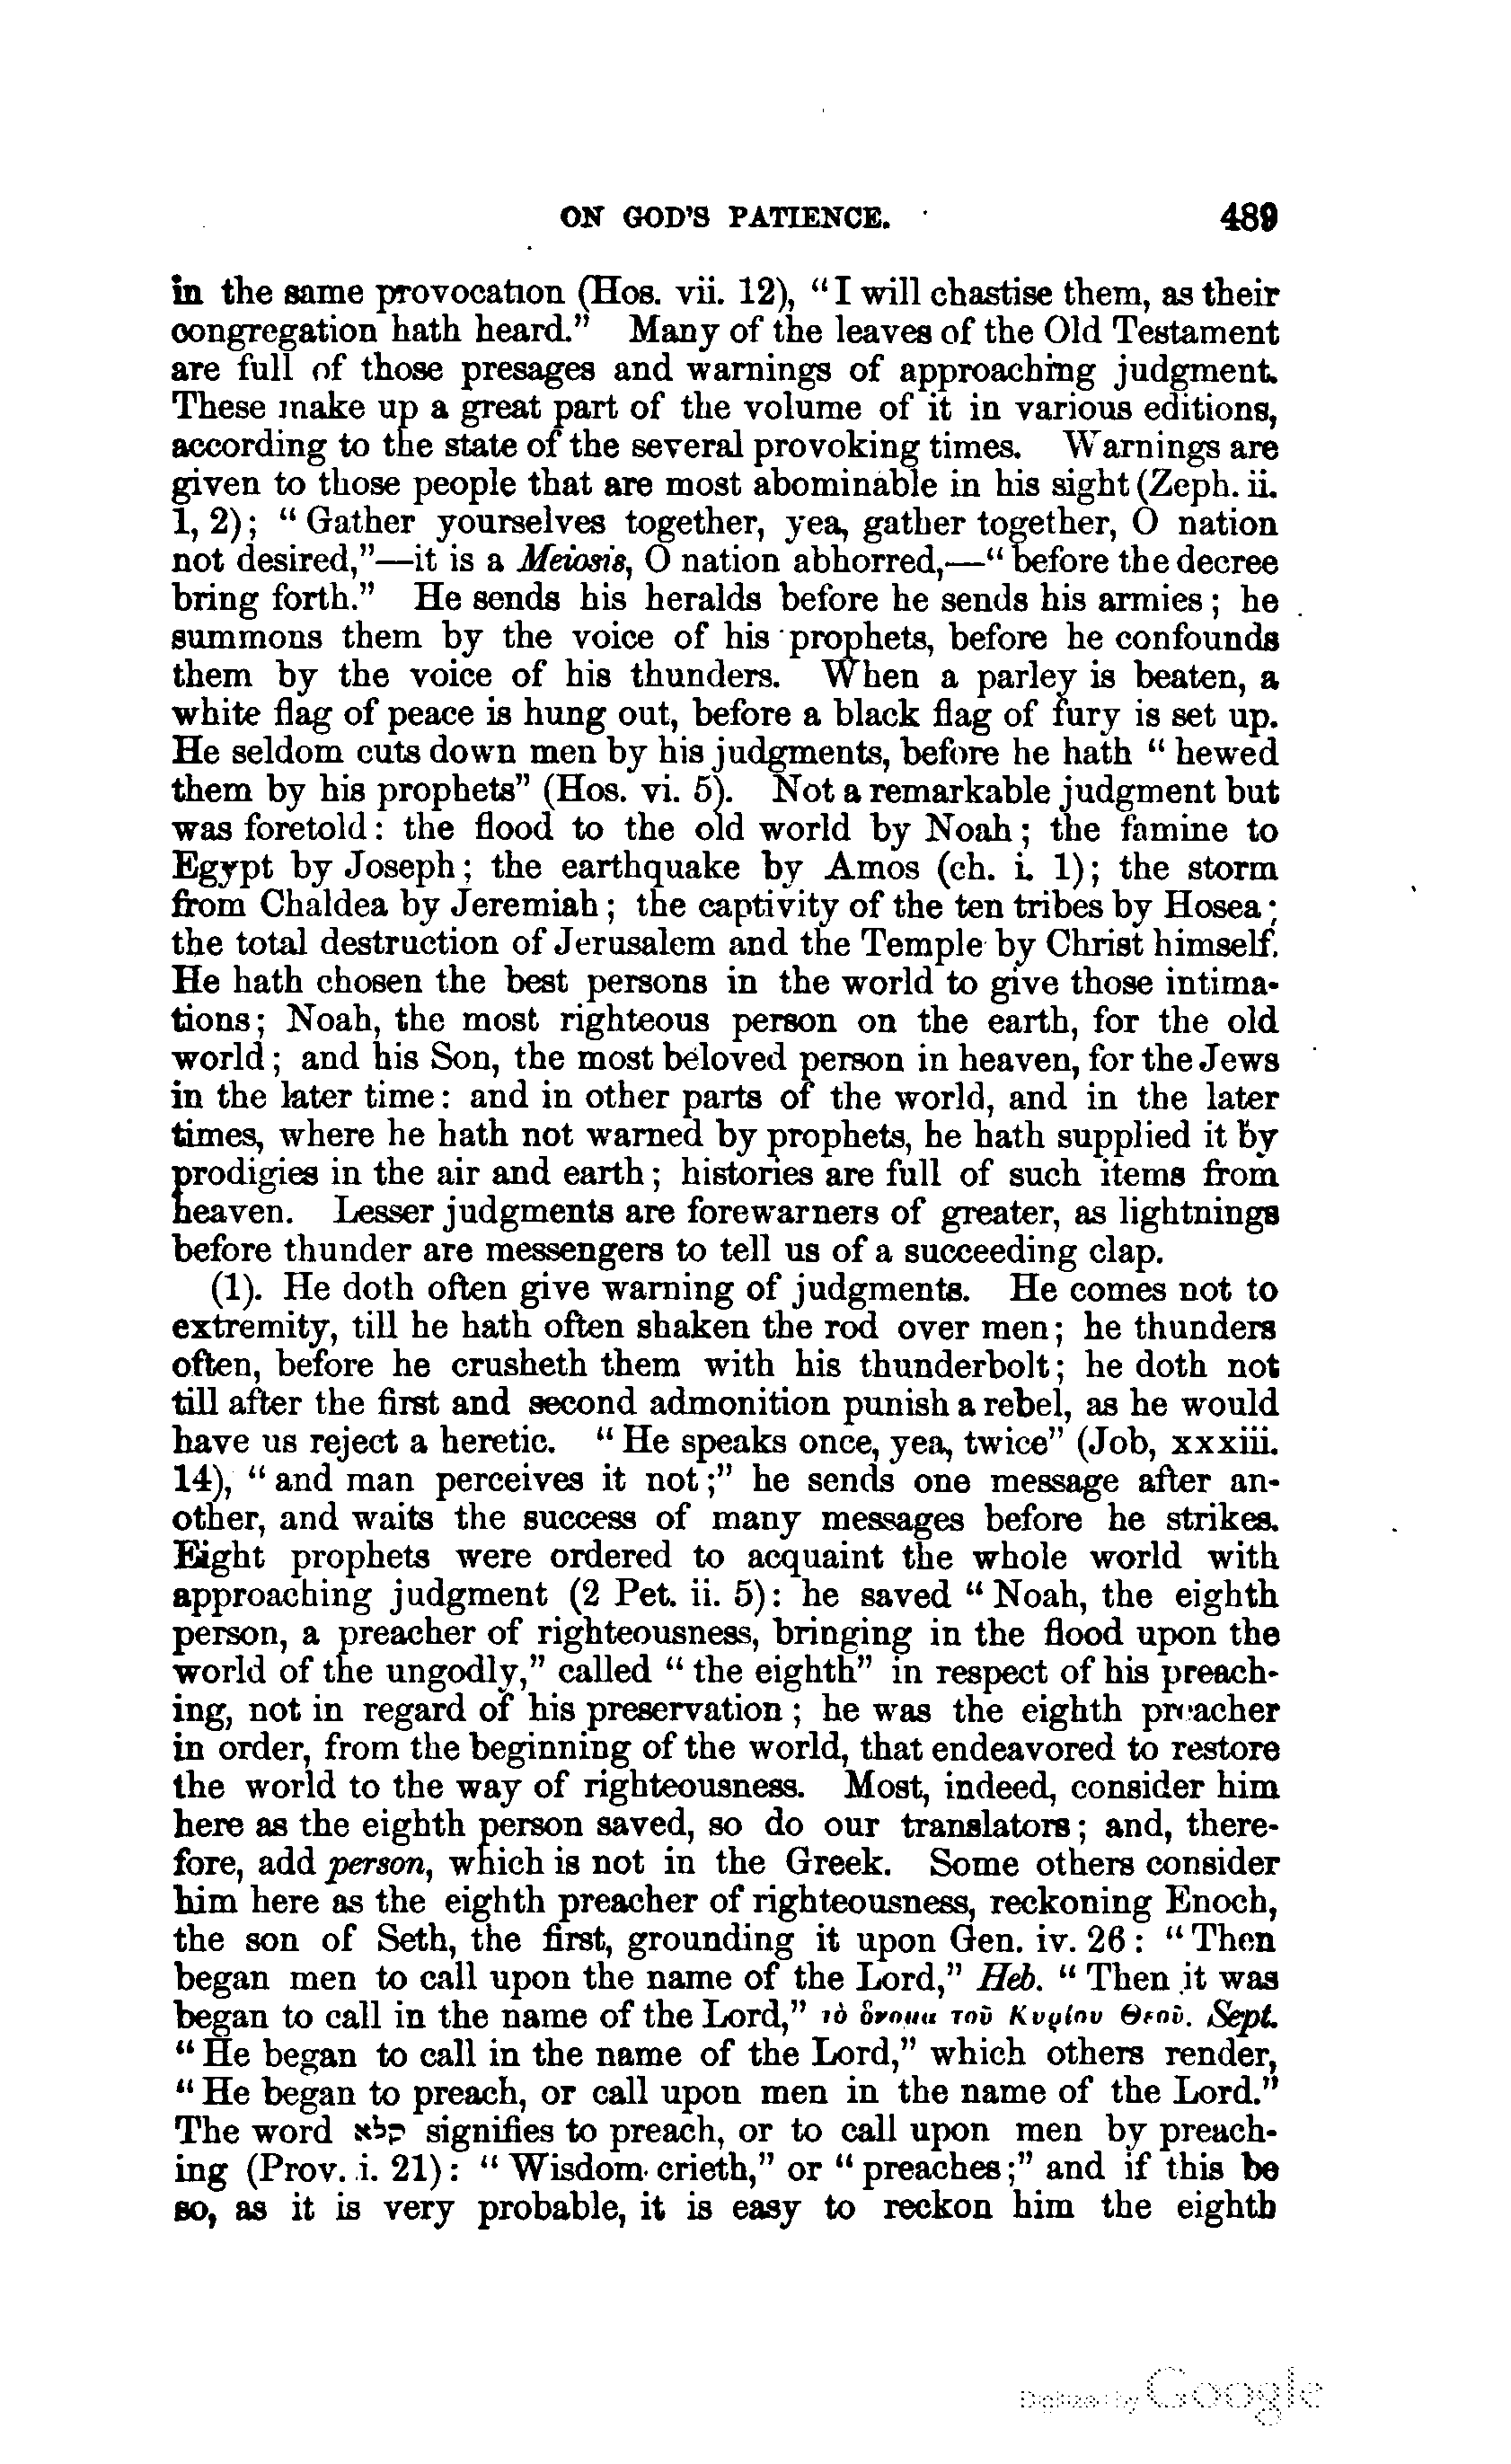 ON GOD'S PATIENCE. 489
in the same provocation (Hos. vii. 12), “I will chastise them, as their
congregation hath heard.” Many of the leaves of the Old Testament
are full of those presages and warnings of approaching judgment.
These make up a great part of the volume of it in various editions,
according to the state of the several provoking times. Warnings are
given to those people that are most abominable in his sight (Zeph. ii.
1, 2); “Gather yourselves together, yea, gather together, O nation
not desired,”—it is a Meiosis, O nation abhorred,—“before the decree
bring forth.” He sends his heralds before he sends his armies; he
summons them by the voice of his prophets, before he confounds
them by the voice of his thunders. When a parley is beaten, a
white flag of peace is hung out, before a black flag of fury is set up.
He seldom cuts down men by his judgments, before he hath “hewed
them by his prophets” (Hos. vi. 5). Not a remarkable judgment but
was foretold: the flood to the old world by Noah; the famine to
Egypt by Joseph; the earthquake by Amos (ch. i. 1); the storm
from Chaldea by Jeremiah; the captivity of the ten tribes by Hosea;
the total destruction of Jerusalem and the Temple by Christ himself.
He hath chosen the best persons in the world to give those intima-
tions; Noah, the most righteous person on the earth, for the old
world; and his Son, the most beloved person in heaven, for the Jews
in the later time: and in other parts of the world, and in the later
times, where he hath not warned by prophets, he hath supplied it by
prodigies in the air and earth; histories are full of such items from
heaven. Lesser judgments are forewarners of greater, as lightnings
before thunder are messengers to tell us of a succeeding clap.
(1). He doth often give warning of judgments. He comes not to
extremity, till he hath often shaken the rod over men; he thunders
often, before he crusheth them with his thunderbolt; he doth not
till after the first and second admonition punish a rebel, as he would
have us reject a heretic. “He speaks once, yea, twice” (Job, xxxiii.
14), “and man perceives it not;” he sends one message after an-
other, and waits the success of many messages before he strikes.
Eight prophets were ordered to acquaint the whole world with
approaching judgment (2 Pet. ii. 5): he saved “Noah, the eighth
person, a preacher of righteousness, bringing in the flood upon the
world of the ungodly,” called “the eighth” in respect of his preach-
ing, not in regard of his preservation; he was the eighth preacher
in order, from the beginning of the world, that endeavored to restore
the world to the way of righteousness. Most, indeed, consider him
here as the eighth person saved, so do our translators; and, there-
fore, add person, which is not in the Greek. Some others consider
him here as the eighth preacher of righteousness, reckoning Enoch,
the son of Seth, the first, grounding it upon Gen. iv. 26: “Then
began men to call upon the name of the Lord,” Heb. “Then it was
began to call in the name of the Lord,” τὸ ὄνομα τοῦ Κυρίου Θεοῦ. Sept.
“He began to call in the name of the Lord,” which others render,
“He began to preach, or call upon men in the name of the Lord.”
The word קלא signifies to preach, or to call upon men by preach-
ing (Prov. i. 21): “Wisdom crieth,” or “preaches;” and if this be
so, as it is very probable, it is easy to reckon him the eighth
Digitized by Google